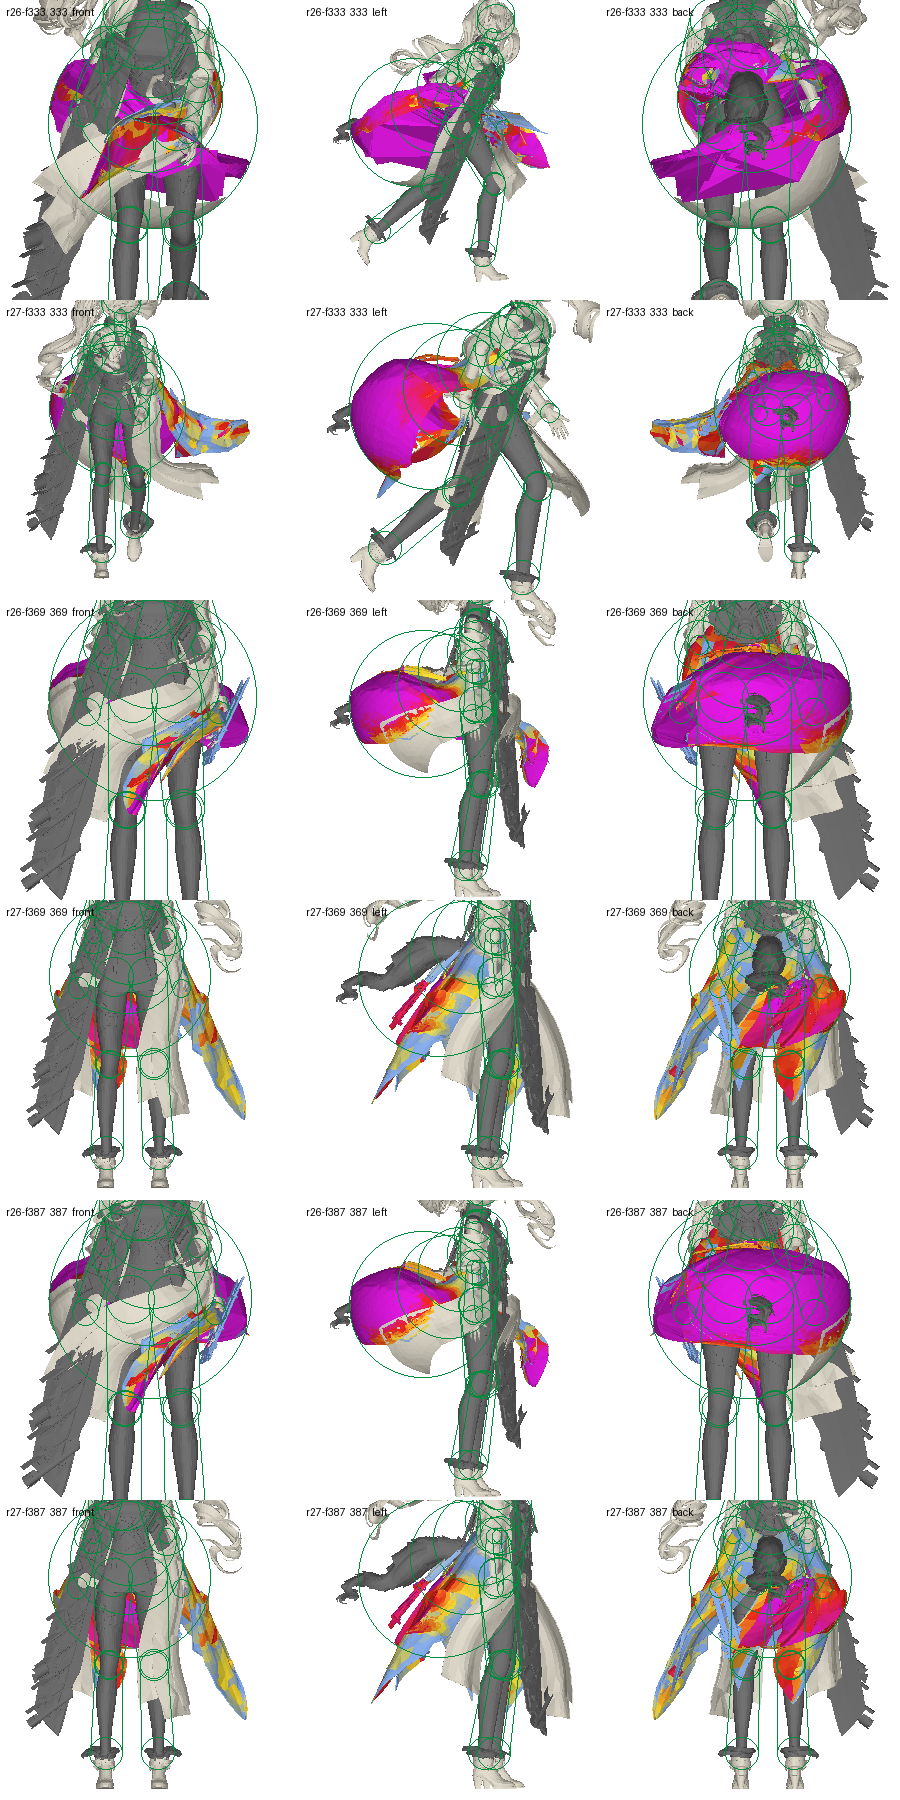 r26-f333 333 front
r26-f333 333 left
r26-f333 333 back
r27-f333 333 front
r27-f333 333 left
r27-f333 333 back
r26-f369 369 front
r26-f369 369 left
r26-f369 369 back
r27-f369 369 front
r27-f369 369 left
r27-f369 369 back
r26-f387 387 front
r26-f387 387 left
r26-f387 387 back
r27-f387 387 front
r27-f387 387 left
r27-f387 387 back